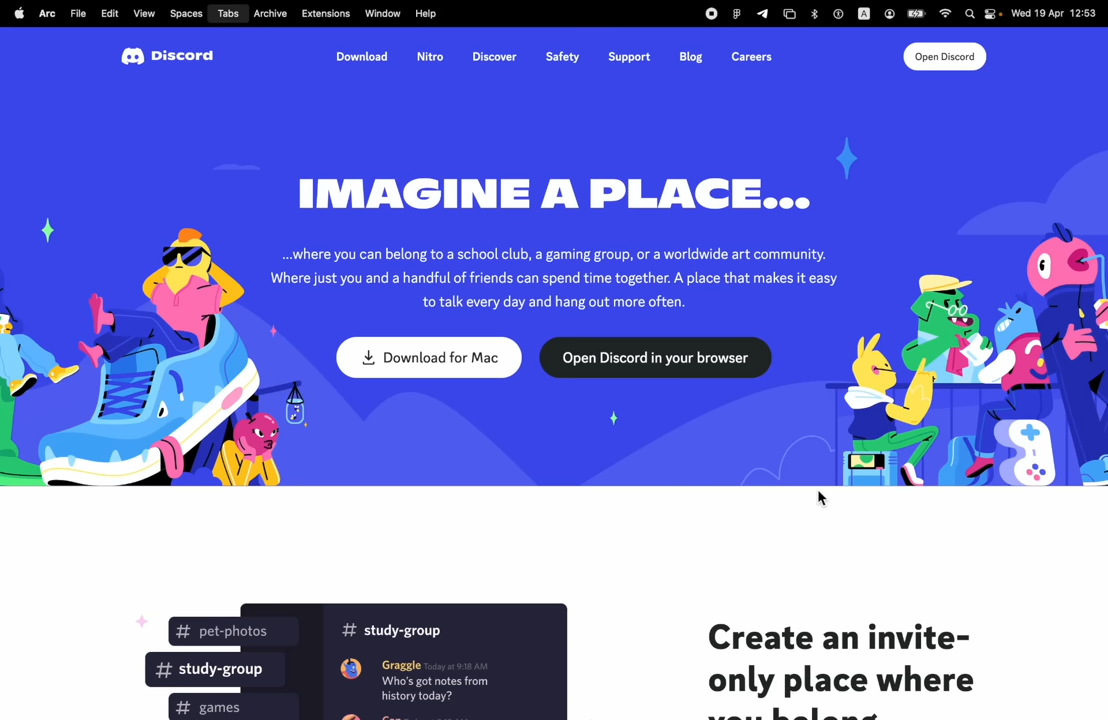 Arc File Edit View Spaces Tabs Archive Extensions Window Help A Wed 19 Apr 12:53
Discord Download Nitro Discover Safety Support Blog Careers Open Discord
IMAGINE A PLACE...
...where you can belong to a school club, a gaming group, or a worldwide art community.
Where just you and a handful of friends can spend time together. A place that makes it easy
to talk every day and hang out more often.
Download for Mac Open Discord in your browser
# pet-photos
# study-group
# games
# study-group
Graggle Today at 9:18 AM
Who's got notes from
history today?
Create an invite-
only place where
you belong